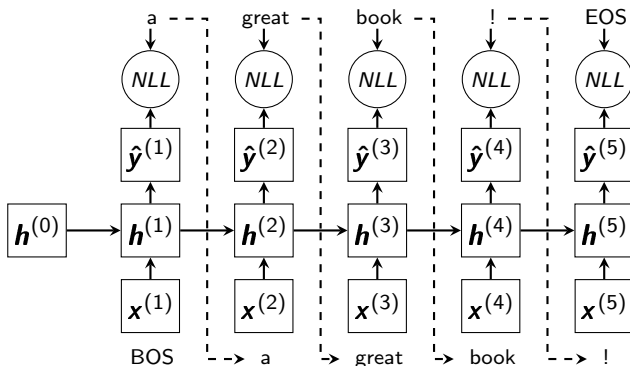 a great book ! EOS
NLL NLL NLL NLL NLL
ŷ(1) ŷ(2) ŷ(3) ŷ(4) ŷ(5)
h(0) h(1) h(2) h(3) h(4) h(5)
x(1) x(2) x(3) x(4) x(5)
BOS a great book !